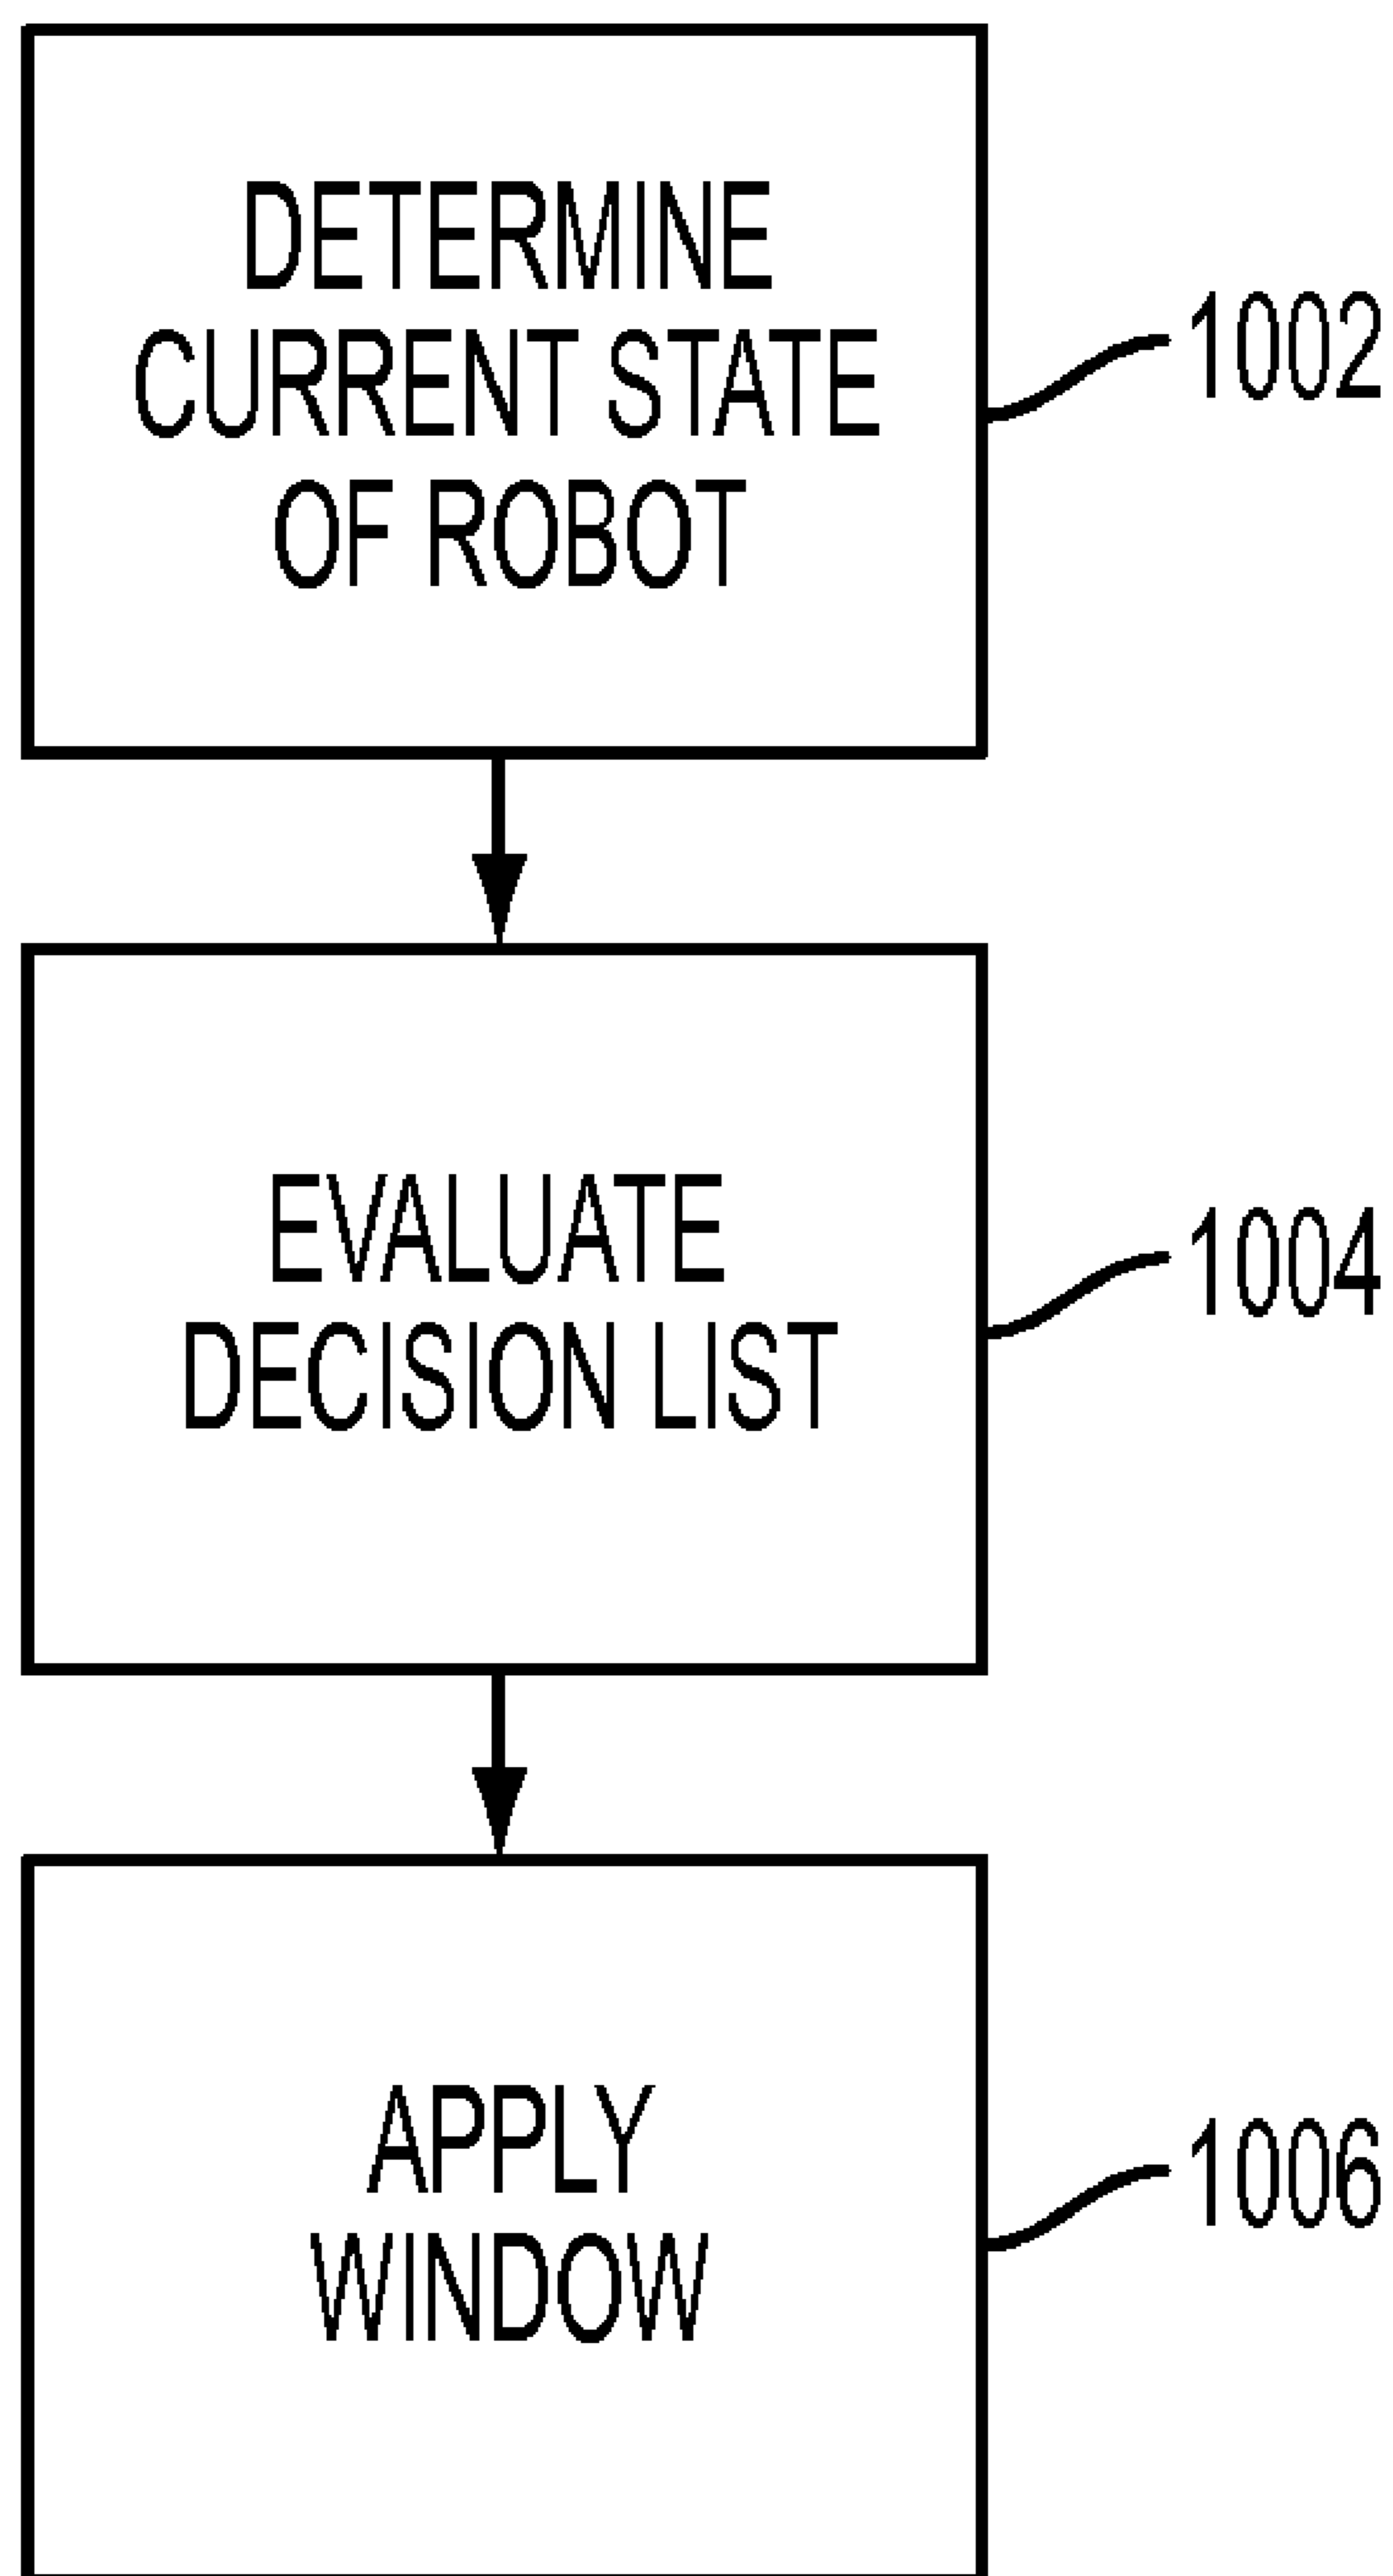 DETERMINE
CURRENT STATE
OF ROBOT
1002
EVALUATE
DECISION LIST
1004
APPLY
WINDOW
1006